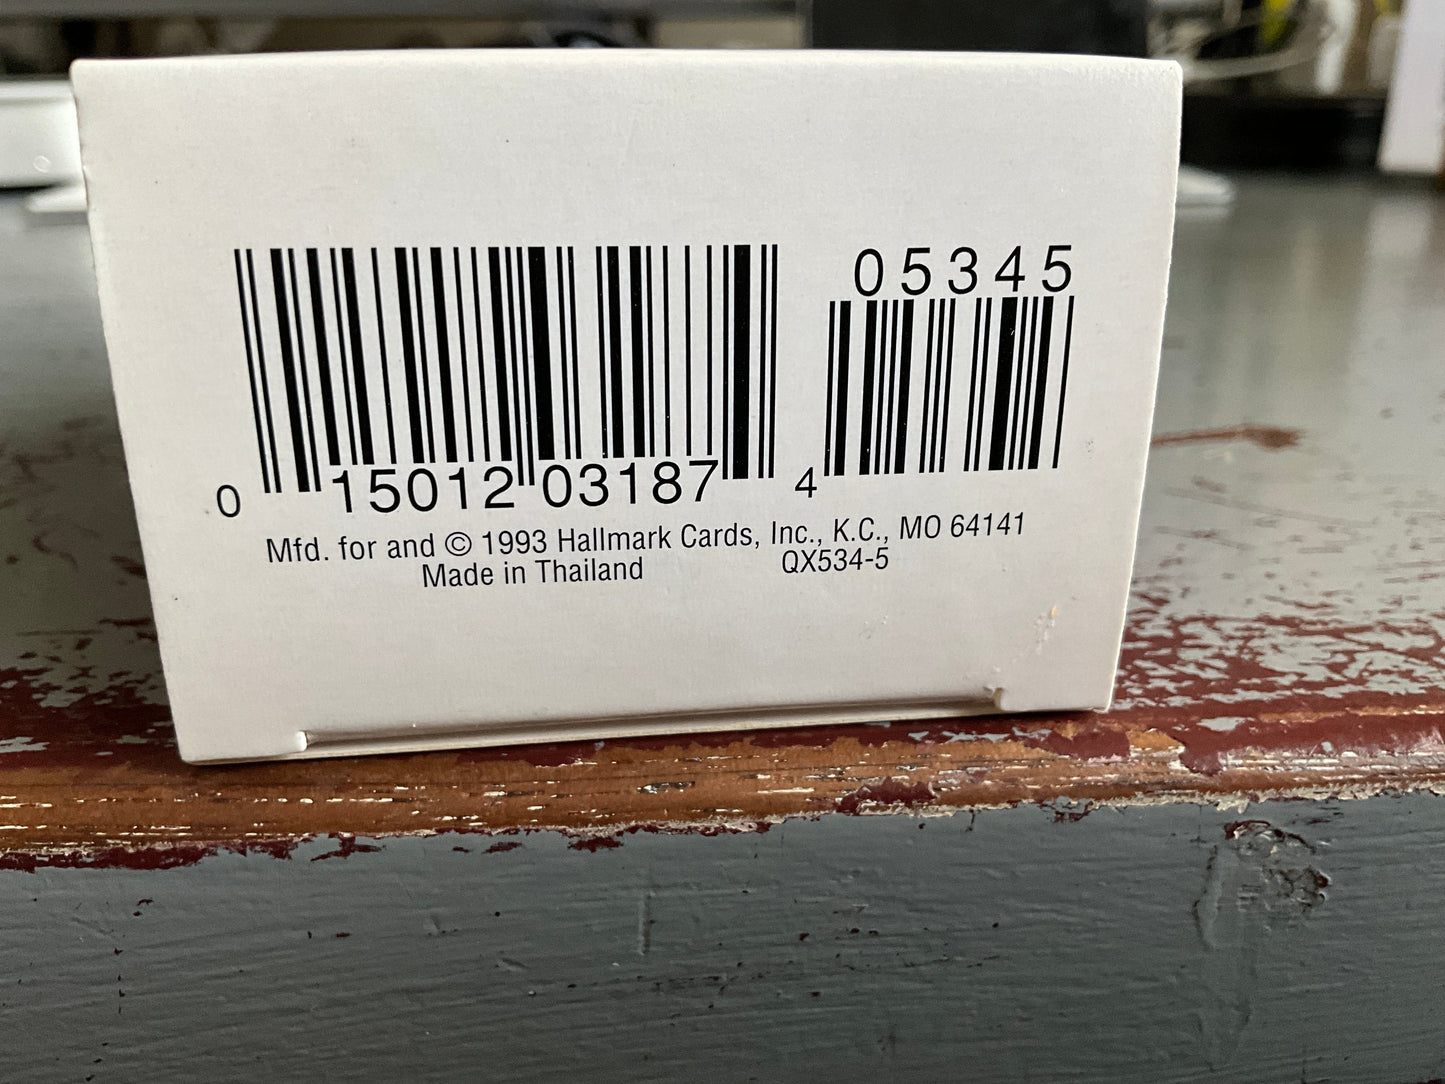 05345
0 15012 03187 4
Mfd. for and © 1993 Hallmark Cards, Inc., K.C., MO 64141
Made in Thailand QX534-5